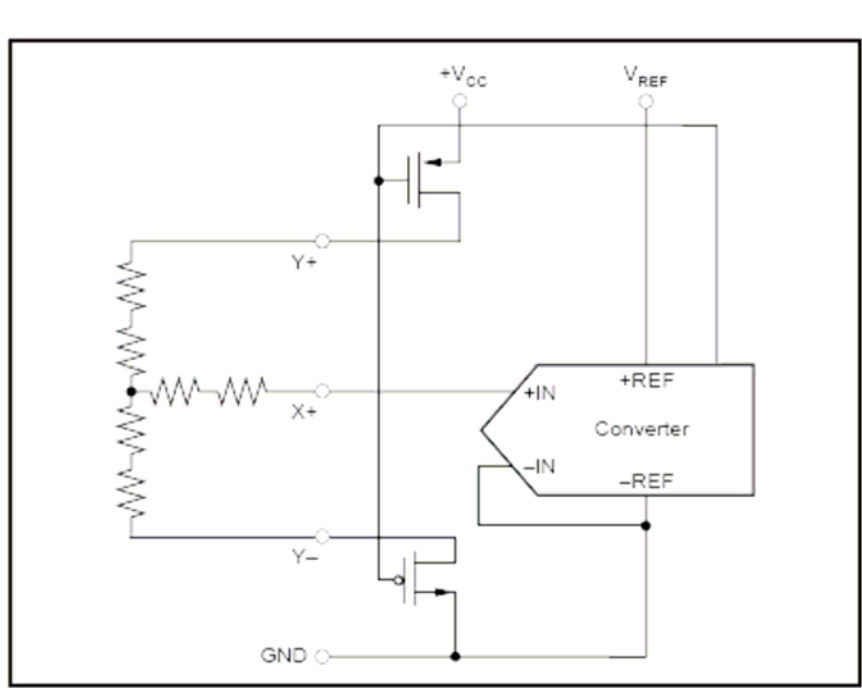 +VCC
VREF
Y+
X+
+IN
+REF
Converter
–IN
–REF
Y–
GND